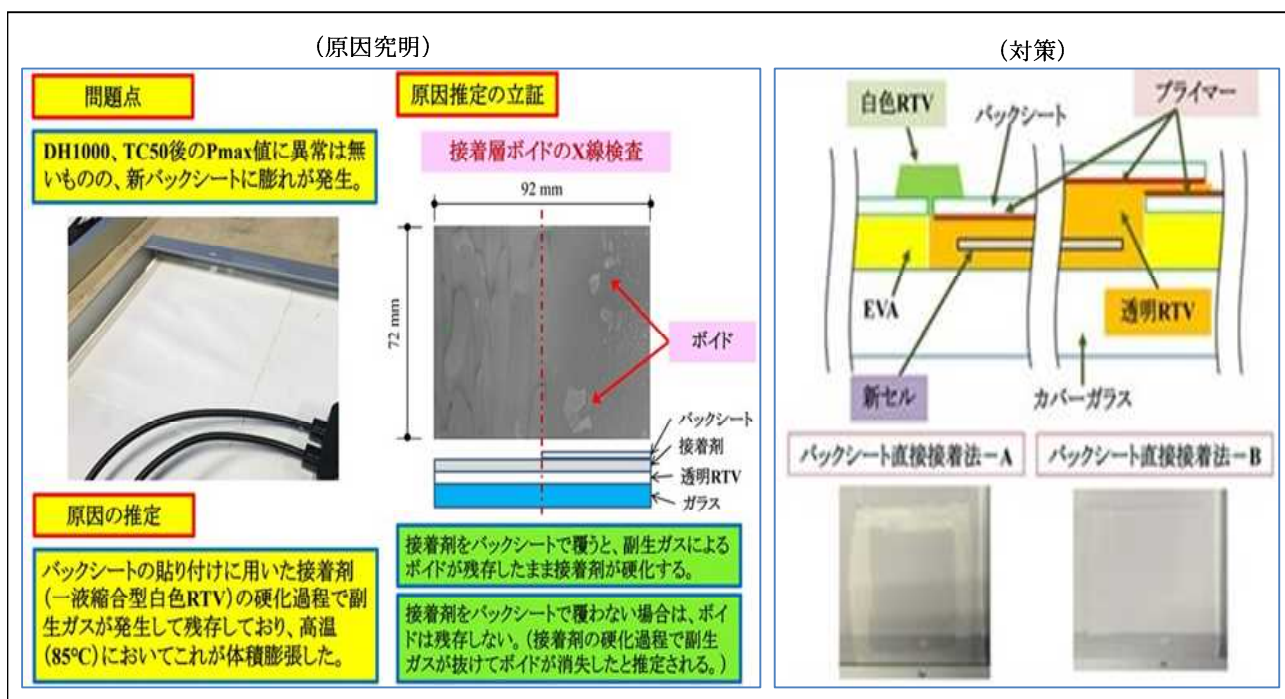 （原因究明）
問題点
DH1000、TC50後のPmax値に異常は無
いものの、新バックシートに膨れが発生。
原因の推定
バックシートの貼り付けに用いた接着剤
（一液縮合型白色RTV）の硬化過程で副
生ガスが発生して残存しており、高温
（85℃）においてこれが体積膨張した。
原因推定の立証
接着層ボイドのX線検査
92 mm
72 mm
ボイド
バックシート
接着剤
透明RTV
ガラス
接着剤をバックシートで覆うと、副生ガスによる
ボイドが残存したまま接着剤が硬化する。
接着剤をバックシートで覆わない場合は、ボイ
ドは残存しない。（接着剤の硬化過程で副生
ガスが抜けてボイドが消失したと推定される。）
（対策）
白色RTV
バックシート
プライマー
EVA
透明RTV
新セル
カバーガラス
バックシート直接接着法－A
バックシート直接接着法－B